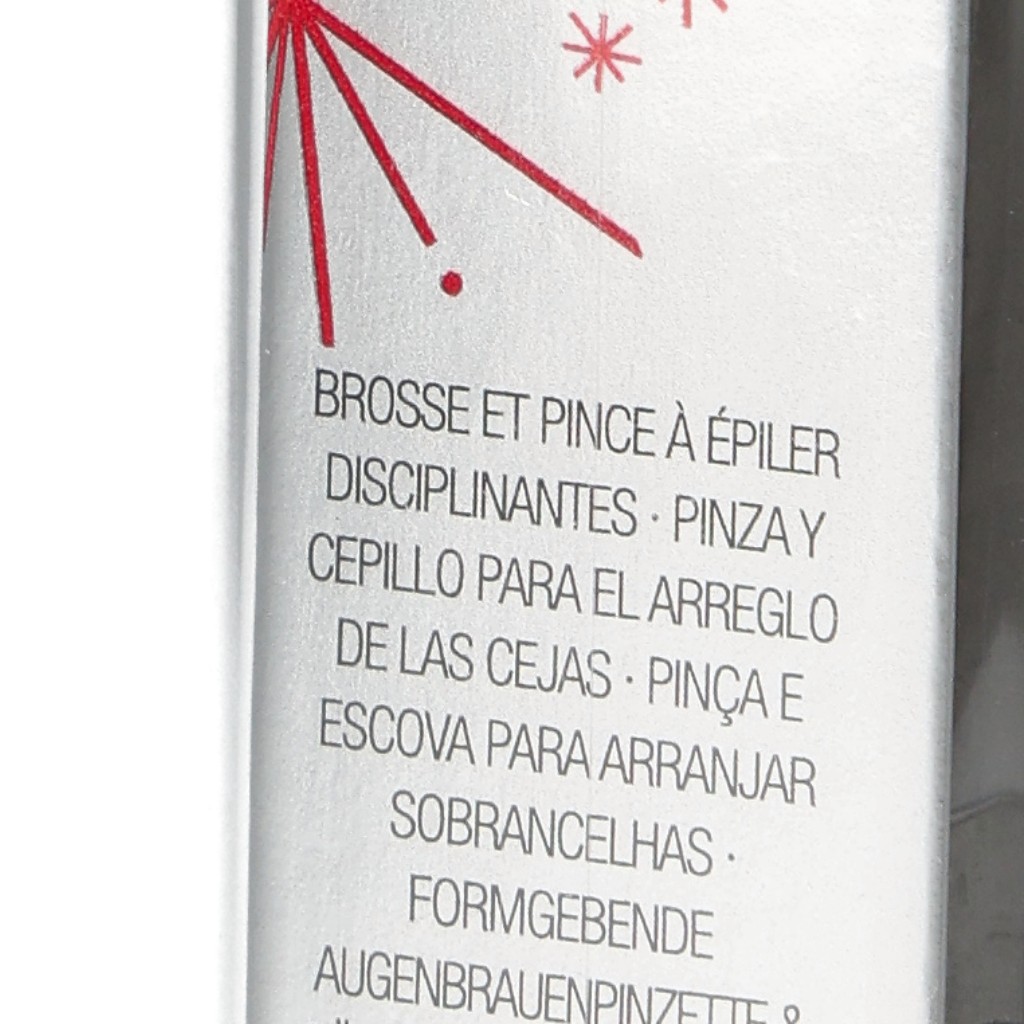 BROSSE ET PINCE À ÉPILER
DISCIPLINANTES · PINZA Y
CEPILLO PARA EL ARREGLO
DE LAS CEJAS · PINÇA E
ESCOVA PARA ARRANJAR
SOBRANCELHAS ·
FORMGEBENDE
AUGENBRAUENPINZETTE &